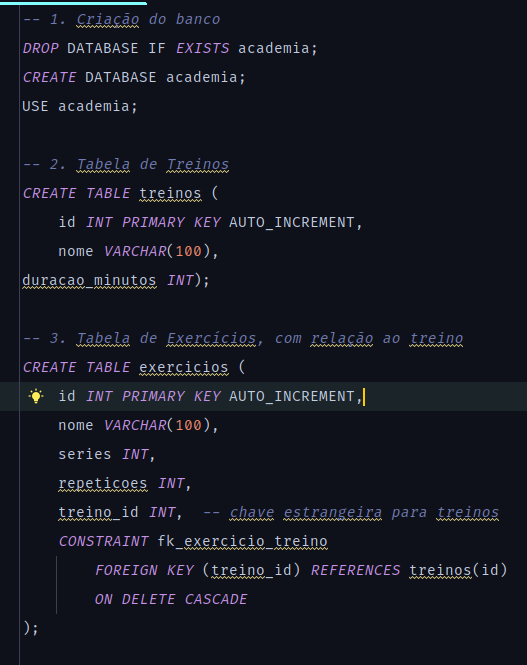 -- 1. Criação do banco
DROP DATABASE IF EXISTS academia;
CREATE DATABASE academia;
USE academia;
-- 2. Tabela de Treinos
CREATE TABLE treinos (
id INT PRIMARY KEY AUTO_INCREMENT,
nome VARCHAR(100),
duracao_minutos INT);
-- 3. Tabela de Exercícios, com relação ao treino
CREATE TABLE exercicios (
id INT PRIMARY KEY AUTO_INCREMENT,
nome VARCHAR(100),
series INT,
repeticoes INT,
treino_id INT,  -- chave estrangeira para treinos
CONSTRAINT fk_exercicio_treino
FOREIGN KEY (treino_id) REFERENCES treinos(id)
ON DELETE CASCADE
);